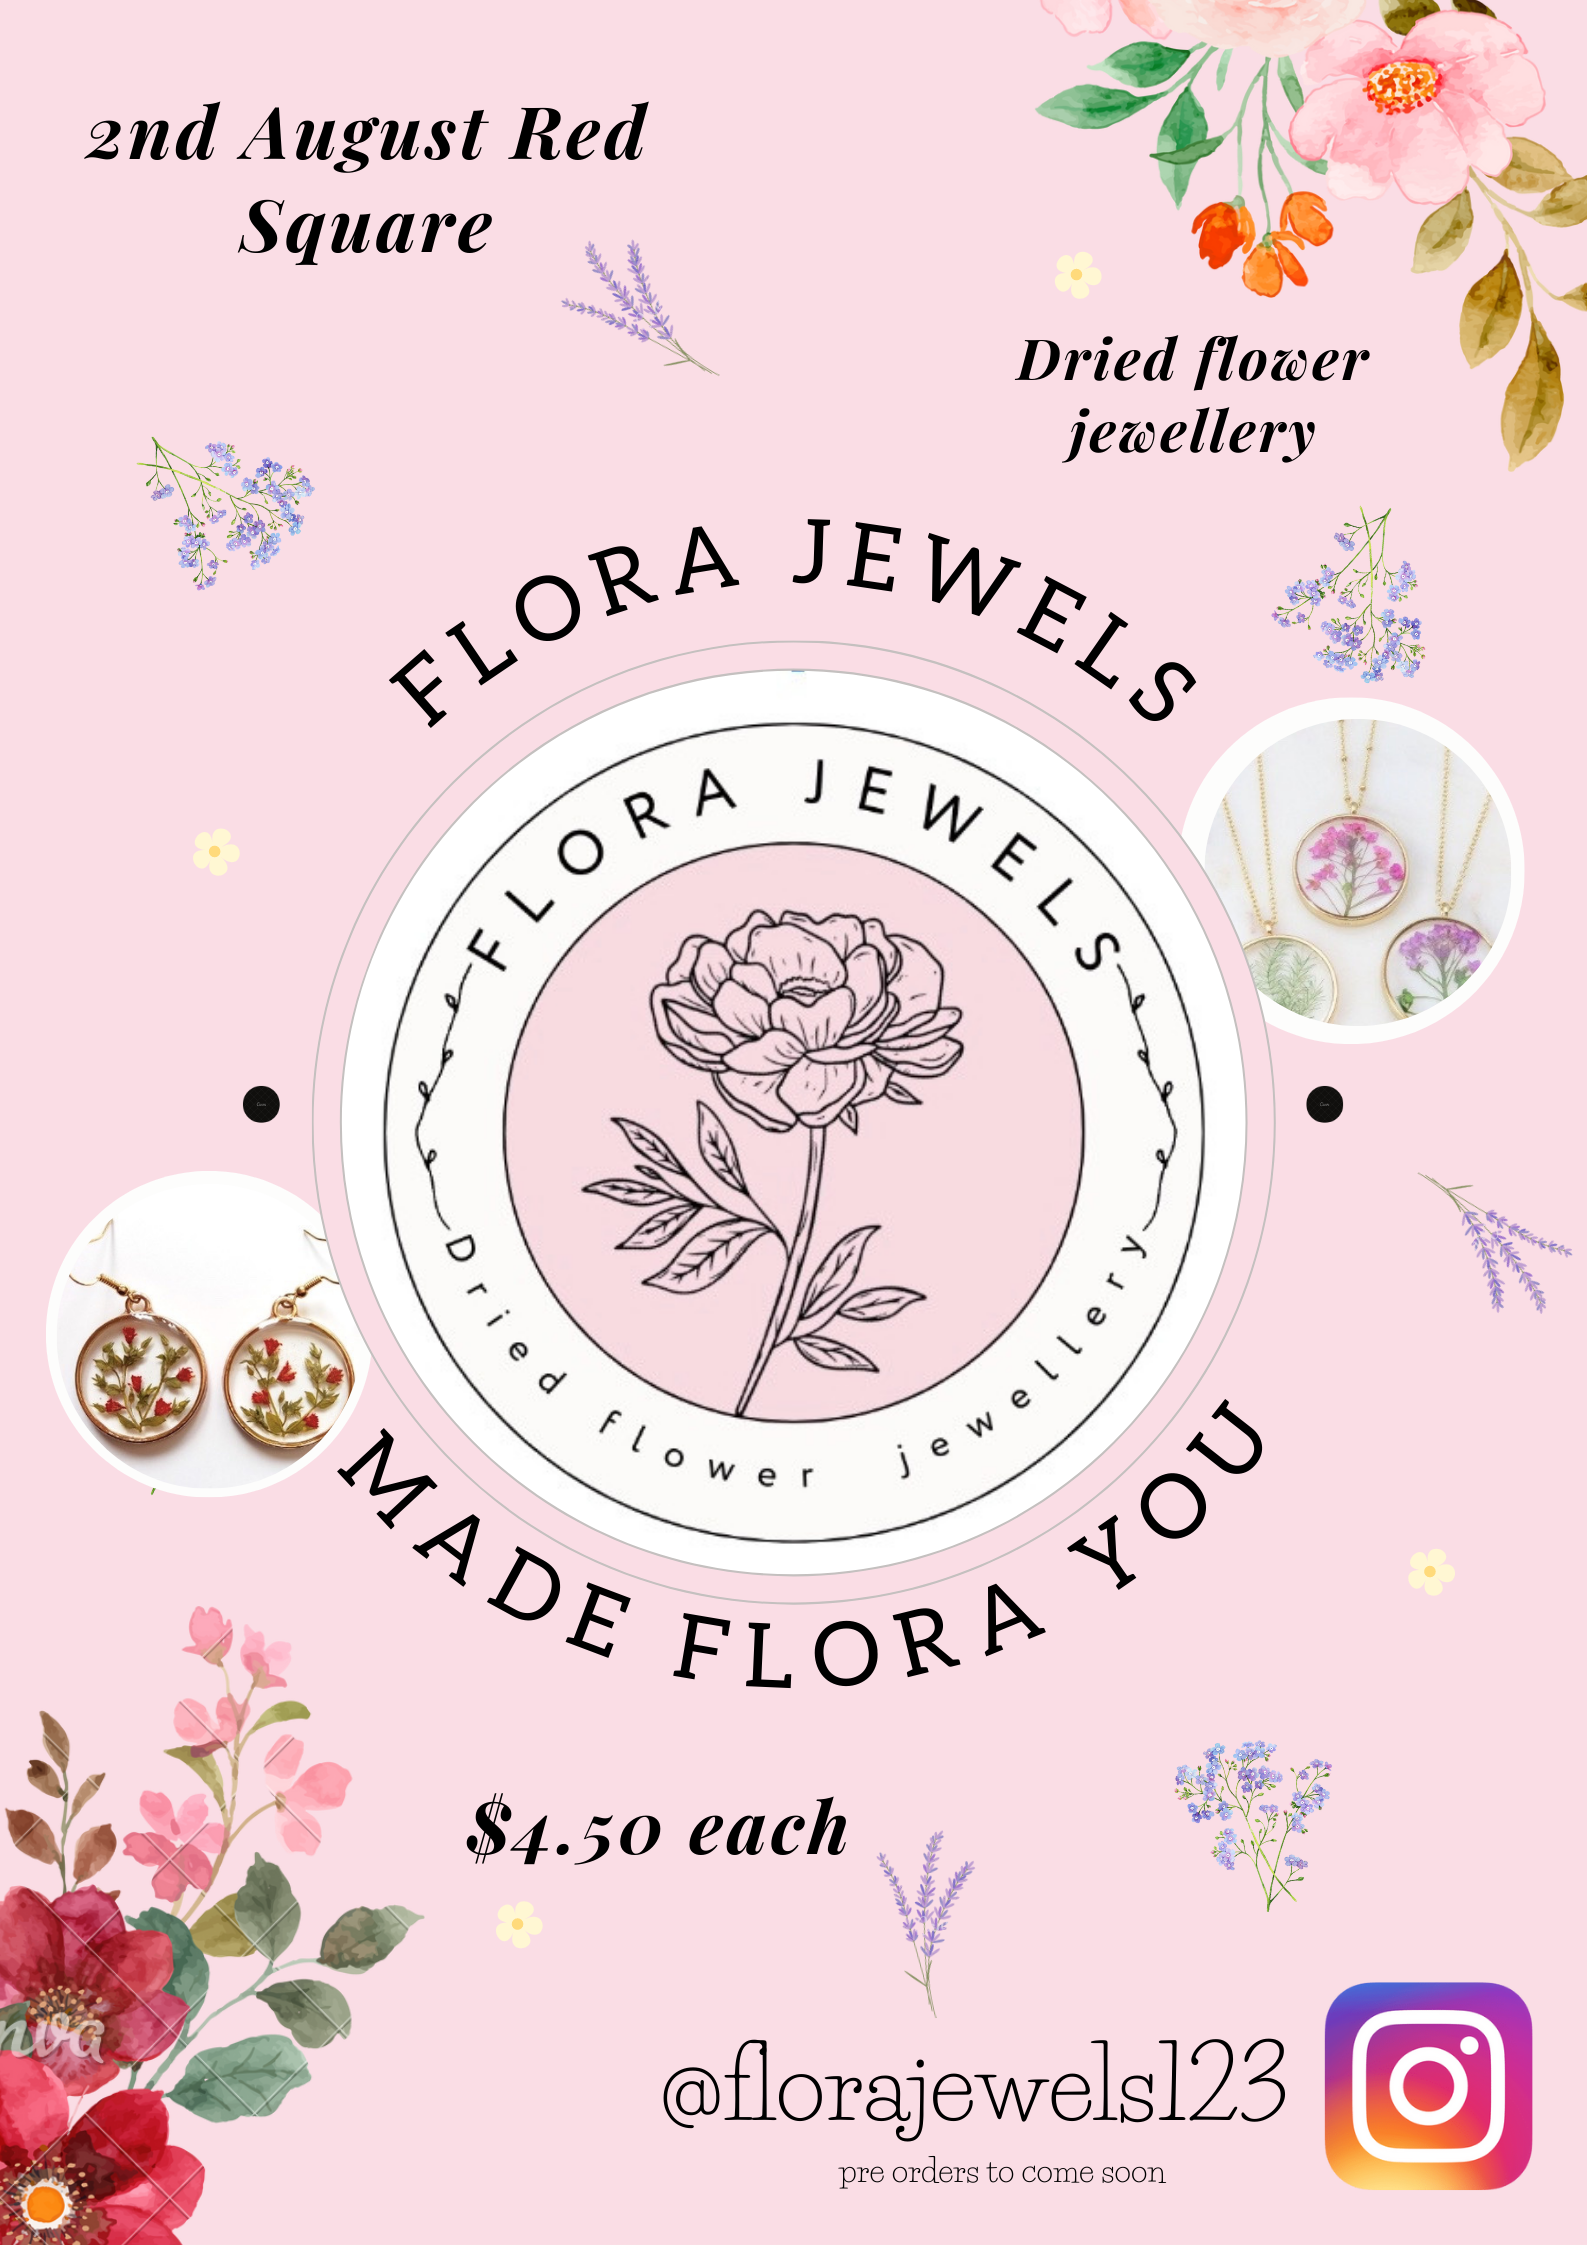 2nd August Red
Square
Dried flower
jewellery
FLORA JEWELS
FLORA JEWELS
Dried flower jewellery
MADE FLORA YOU
$4.50 each
@florajewels123
pre orders to come soon